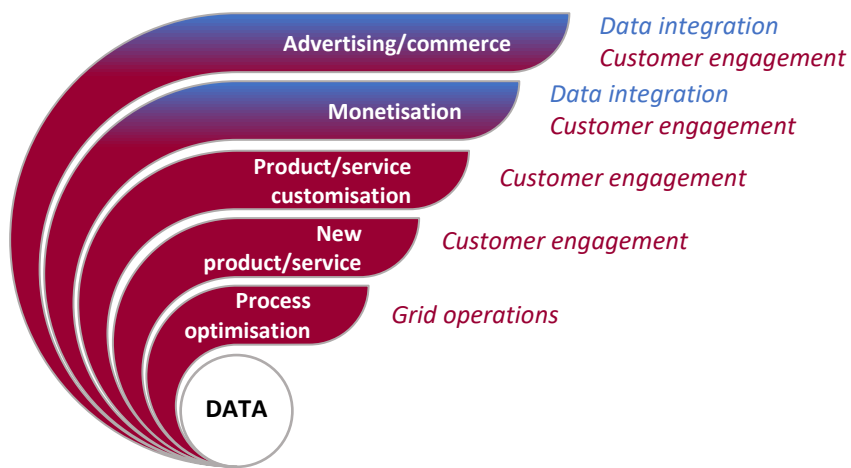 Advertising/commerce
Data integration
Customer engagement
Monetisation
Data integration
Customer engagement
Product/service
customisation
Customer engagement
New
product/service
Customer engagement
Process
optimisation
Grid operations
DATA